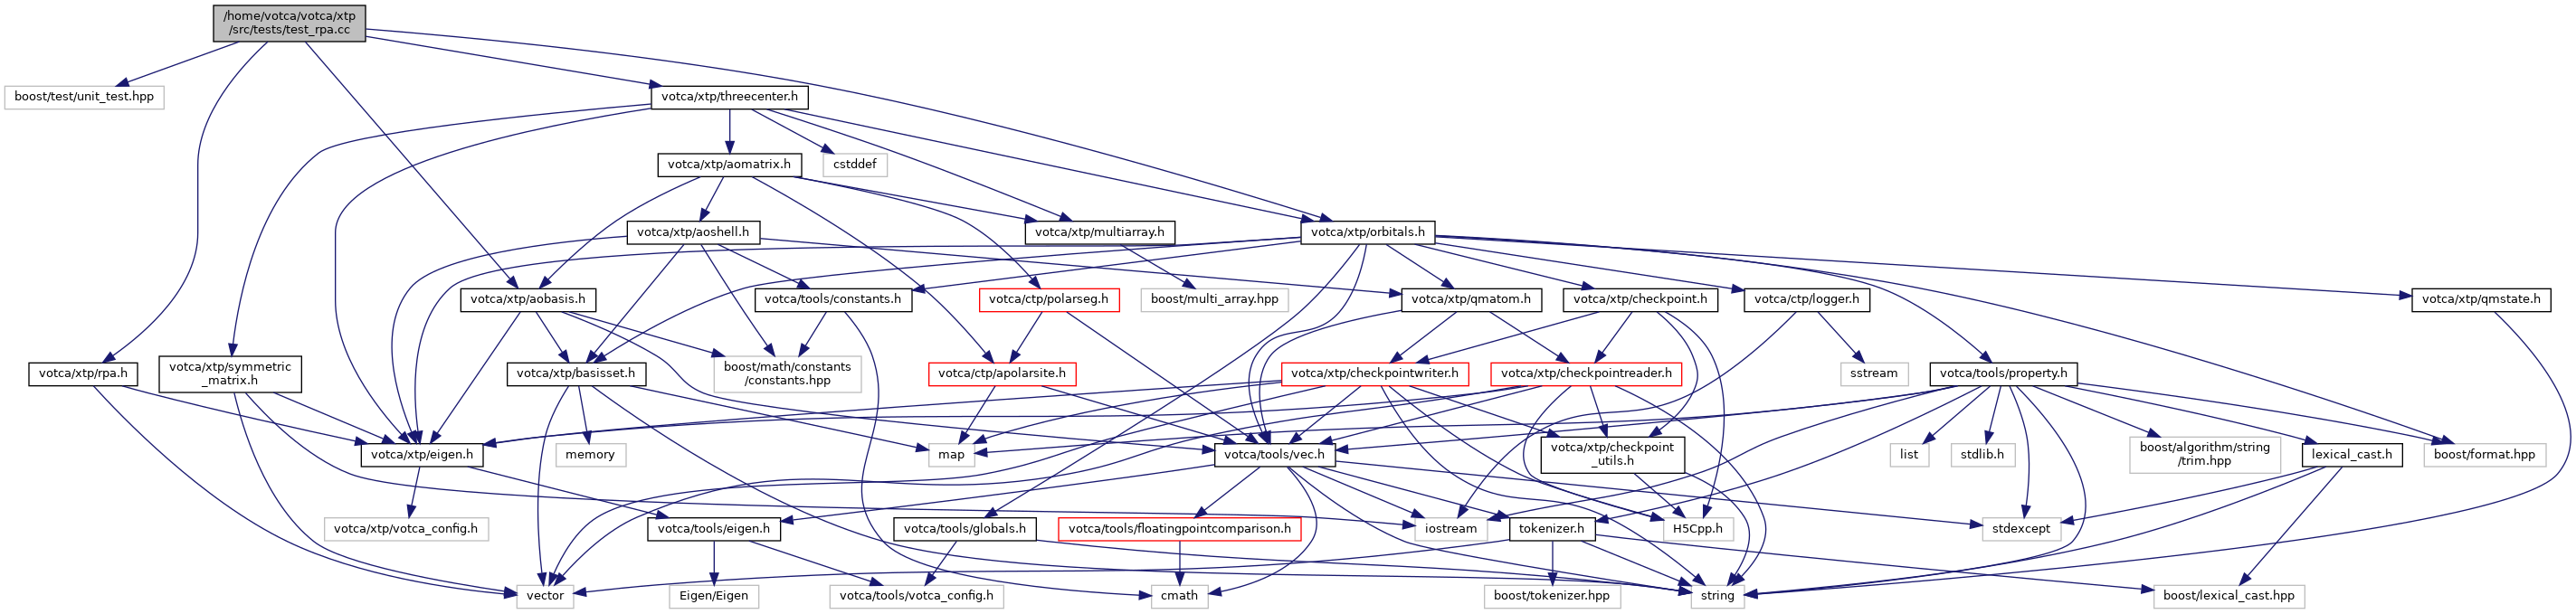 /home/votca/votca/xtp
/src/tests/test_rpa.cc
boost/test/unit_test.hpp
votca/xtp/threecenter.h
votca/xtp/aomatrix.h
cstddef
votca/xtp/aoshell.h
votca/xtp/multiarray.h
votca/xtp/orbitals.h
votca/xtp/aobasis.h
votca/tools/constants.h
votca/ctp/polarseg.h
boost/multi_array.hpp
votca/xtp/qmatom.h
votca/xtp/checkpoint.h
votca/ctp/logger.h
votca/xtp/qmstate.h
votca/xtp/rpa.h
votca/xtp/symmetric
_matrix.h
votca/xtp/basisset.h
boost/math/constants
/constants.hpp
votca/ctp/apolarsite.h
votca/xtp/checkpointwriter.h
votca/xtp/checkpointreader.h
sstream
votca/tools/property.h
votca/xtp/eigen.h
memory
map
votca/tools/vec.h
votca/xtp/checkpoint
_utils.h
list
stdlib.h
boost/algorithm/string
/trim.hpp
lexical_cast.h
boost/format.hpp
votca/xtp/votca_config.h
votca/tools/eigen.h
votca/tools/globals.h
votca/tools/floatingpointcomparison.h
iostream
tokenizer.h
H5Cpp.h
stdexcept
vector
Eigen/Eigen
votca/tools/votca_config.h
cmath
boost/tokenizer.hpp
string
boost/lexical_cast.hpp